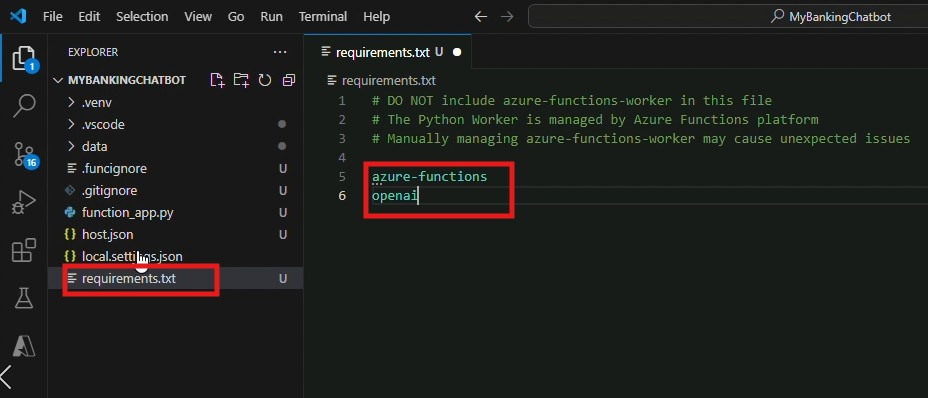 File Edit Selection View Go Run Terminal Help MyBankingChatbot
EXPLORER ···
requirements.txt U
MYBANKINGCHATBOT
requirements.txt
.venv
.vscode
data
.funcignore U
.gitignore U
function_app.py U
host.json U
local.settings.json
requirements.txt U
1
16
1 # DO NOT include azure-functions-worker in this file
2 # The Python Worker is managed by Azure Functions platform
3 # Manually managing azure-functions-worker may cause unexpected issues
4
5 azure-functions
6 openai